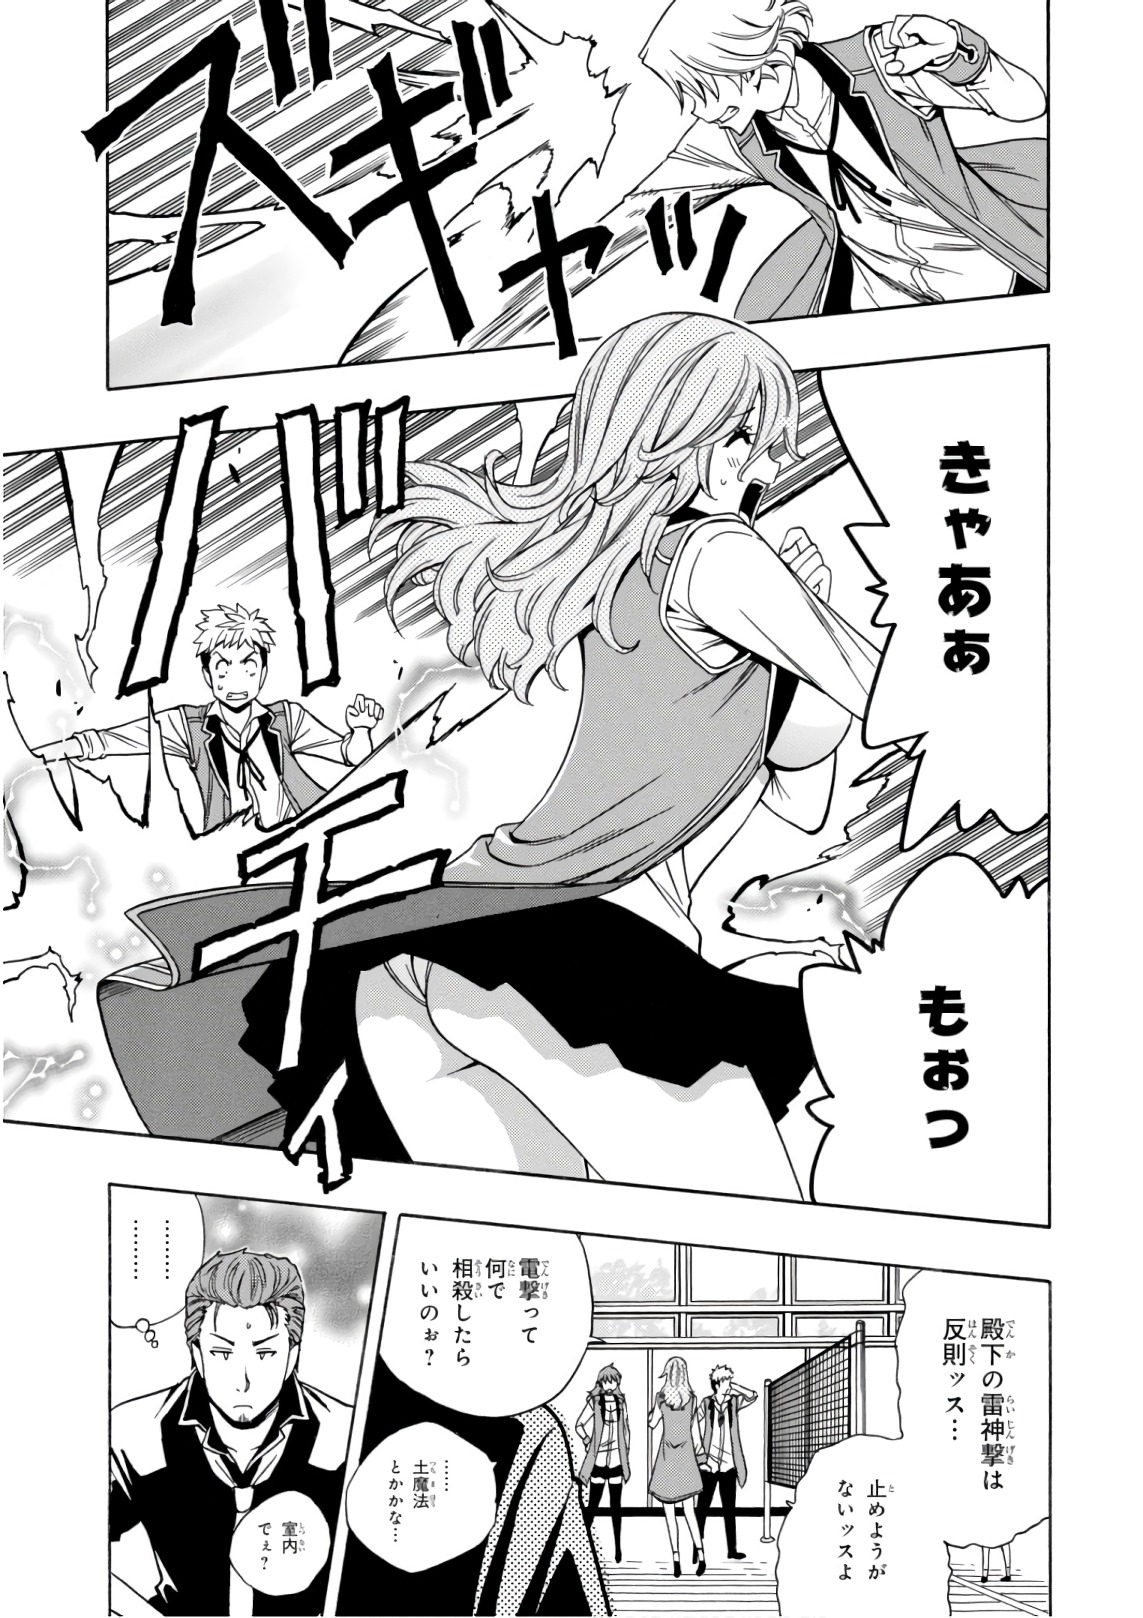 ズギャッ
きゃあぁ
もぉっ
バチィ
殿下の雷神撃は
反則ッス…
止めようが
ないッスよ
電撃って
何で
相殺したら
いいのぉ?
……
土魔法
とかかな…
室内
でぇ?
………
………